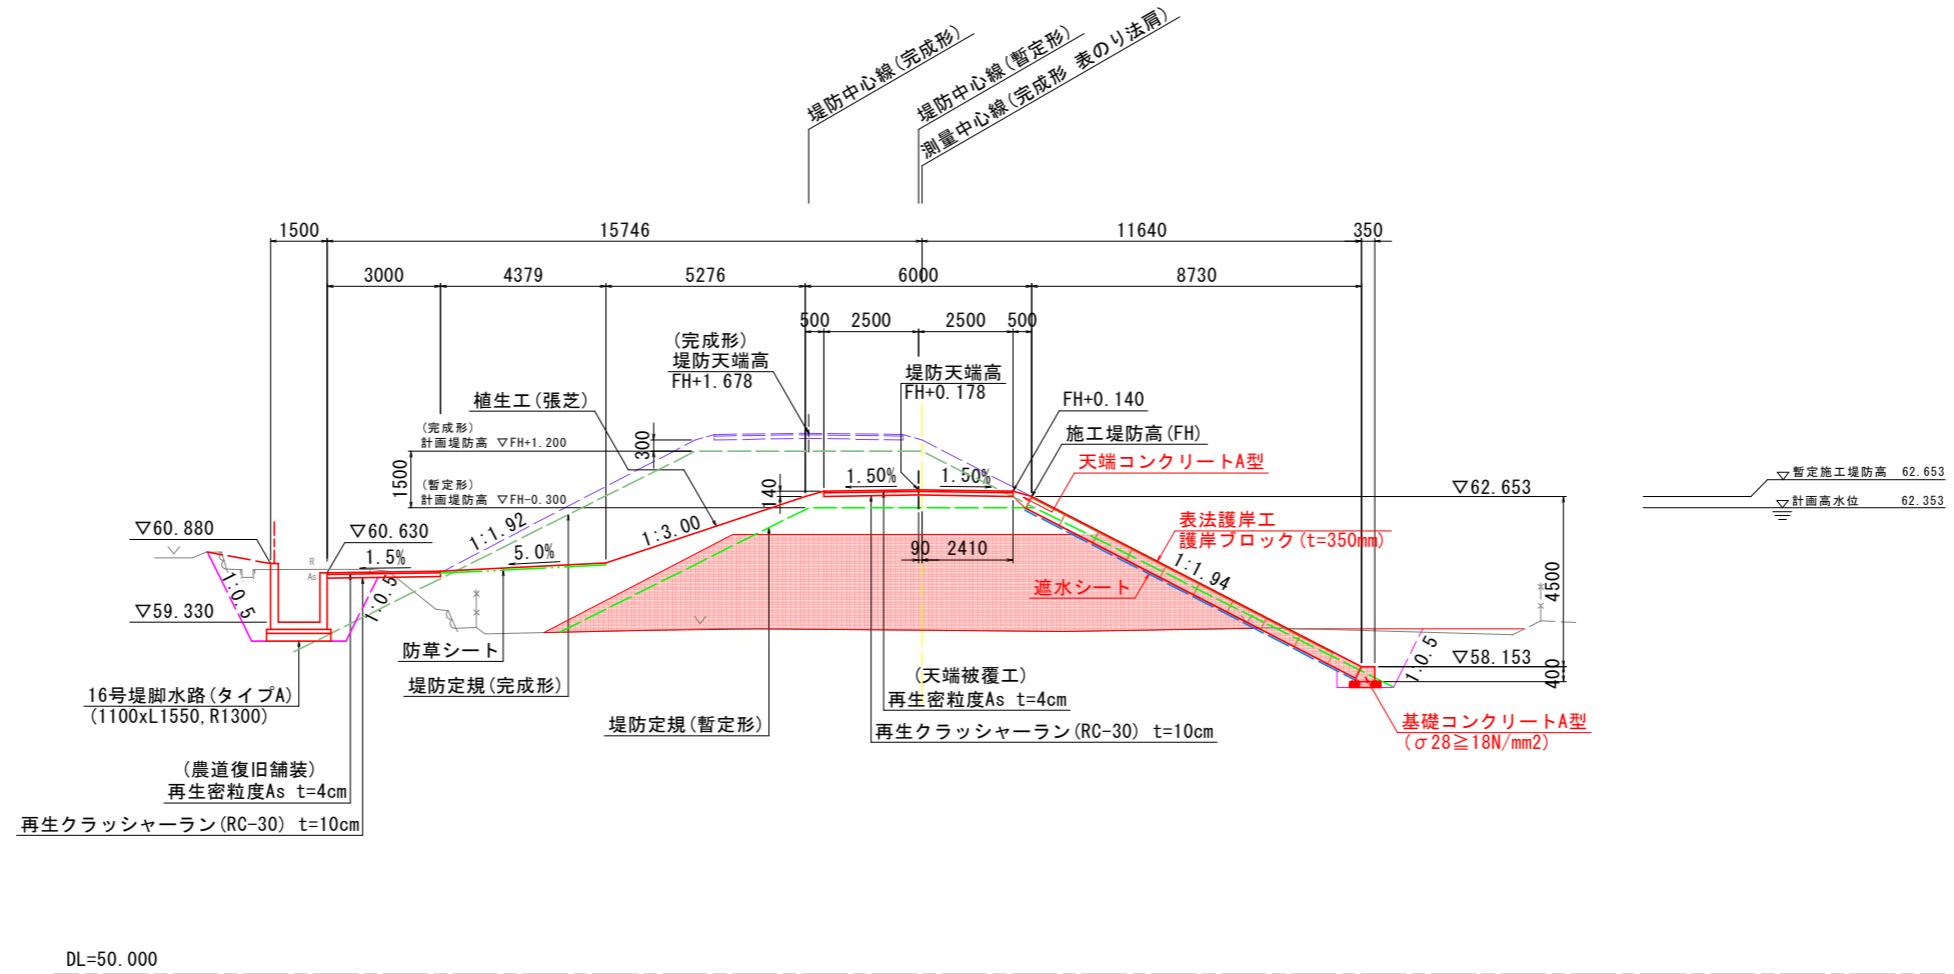 堤防中心線(完成形)
堤防中心線(暫定形)
測量中心線(完成形 表のり法肩)
1500
15746
11640
350
3000
4379
5276
6000
8730
500
2500
2500
500
(完成形)
堤防天端高
FH+1.678
堤防天端高
FH+0.178
植生工(張芝)
FH+0.140
(完成形)
計画堤防高 ▽FH+1.200
施工堤防高(FH)
天端コンクリートA型
300
1500
140
1.50%
1.50%
(暫定形)
計画堤防高 ▽FH-0.300
▽62.653
▽暫定施工堤防高 62.653
▽計画高水位 62.353
▽60.880
▽60.630
1:1.92
1:3.00
表法護岸工
護岸ブロック(t=350mm)
R
As
1.5%
5.0%
90
2410
1:0.5
1:0.5
遮水シート
1:1.94
4500
▽59.330
防草シート
▽58.153
1:0.5
400
堤防定規(完成形)
(天端被覆工)
再生密粒度As t=4cm
16号堤脚水路(タイプA)
(1100xL1550,R1300)
堤防定規(暫定形)
再生クラッシャーラン(RC-30) t=10cm
基礎コンクリートA型
(σ28≧18N/mm2)
(農道復旧舗装)
再生密粒度As t=4cm
再生クラッシャーラン(RC-30) t=10cm
DL=50.000